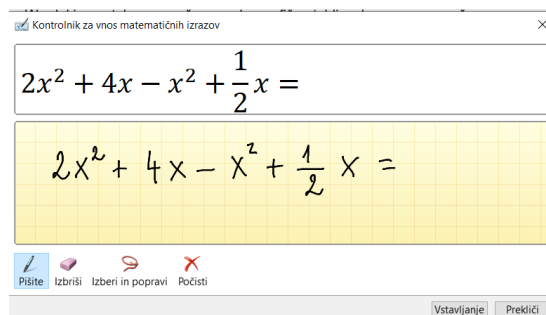 Kontrolnik za vnos matematičnih izrazov
2x² + 4x − x² + 1/2 x =
2x² + 4x − x² + 1/2 x =
Pišite Izbriši Izberi in popravi Počisti
Vstavljanje Prekliči